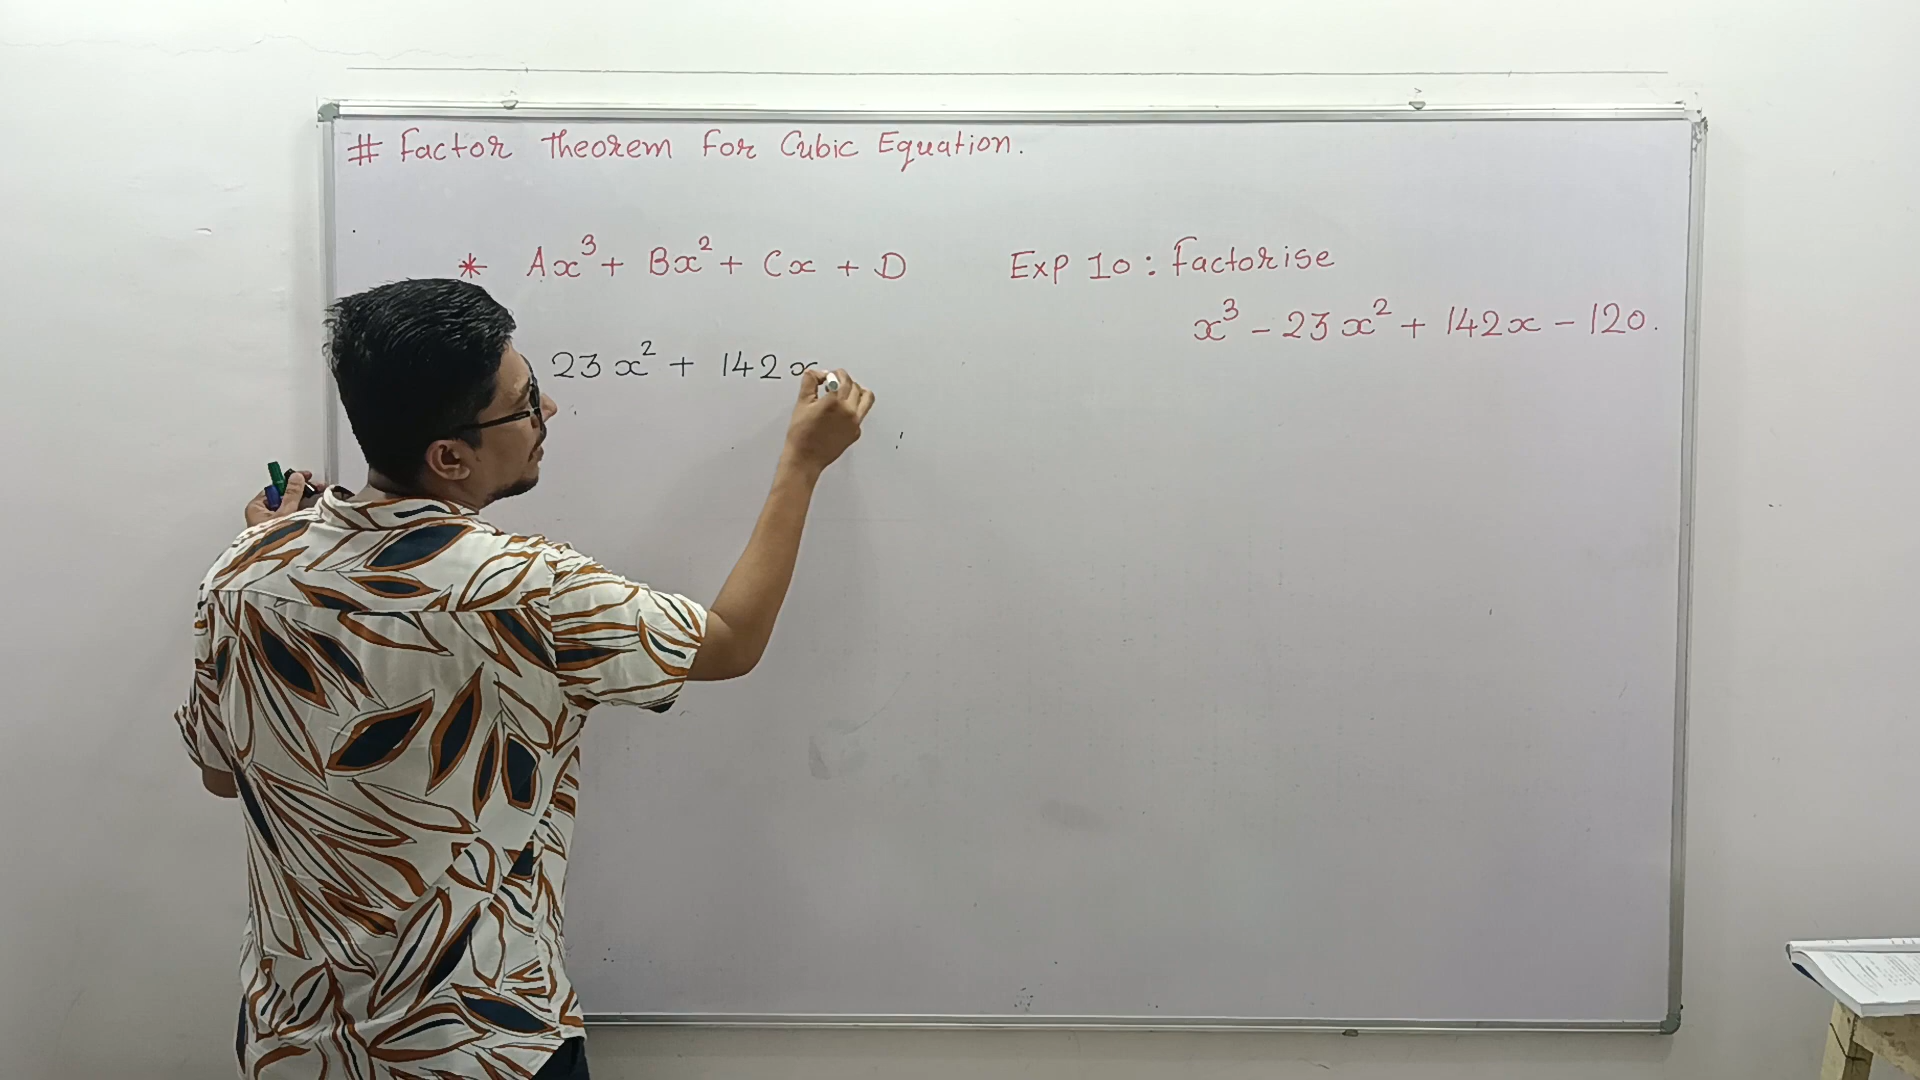 # Factor Theorem For Cubic Equation.
* Ax³ + Bx² + Cx + D
Exp 10 : Factorise
x³ - 23x² + 142x - 120.
23x² + 142x